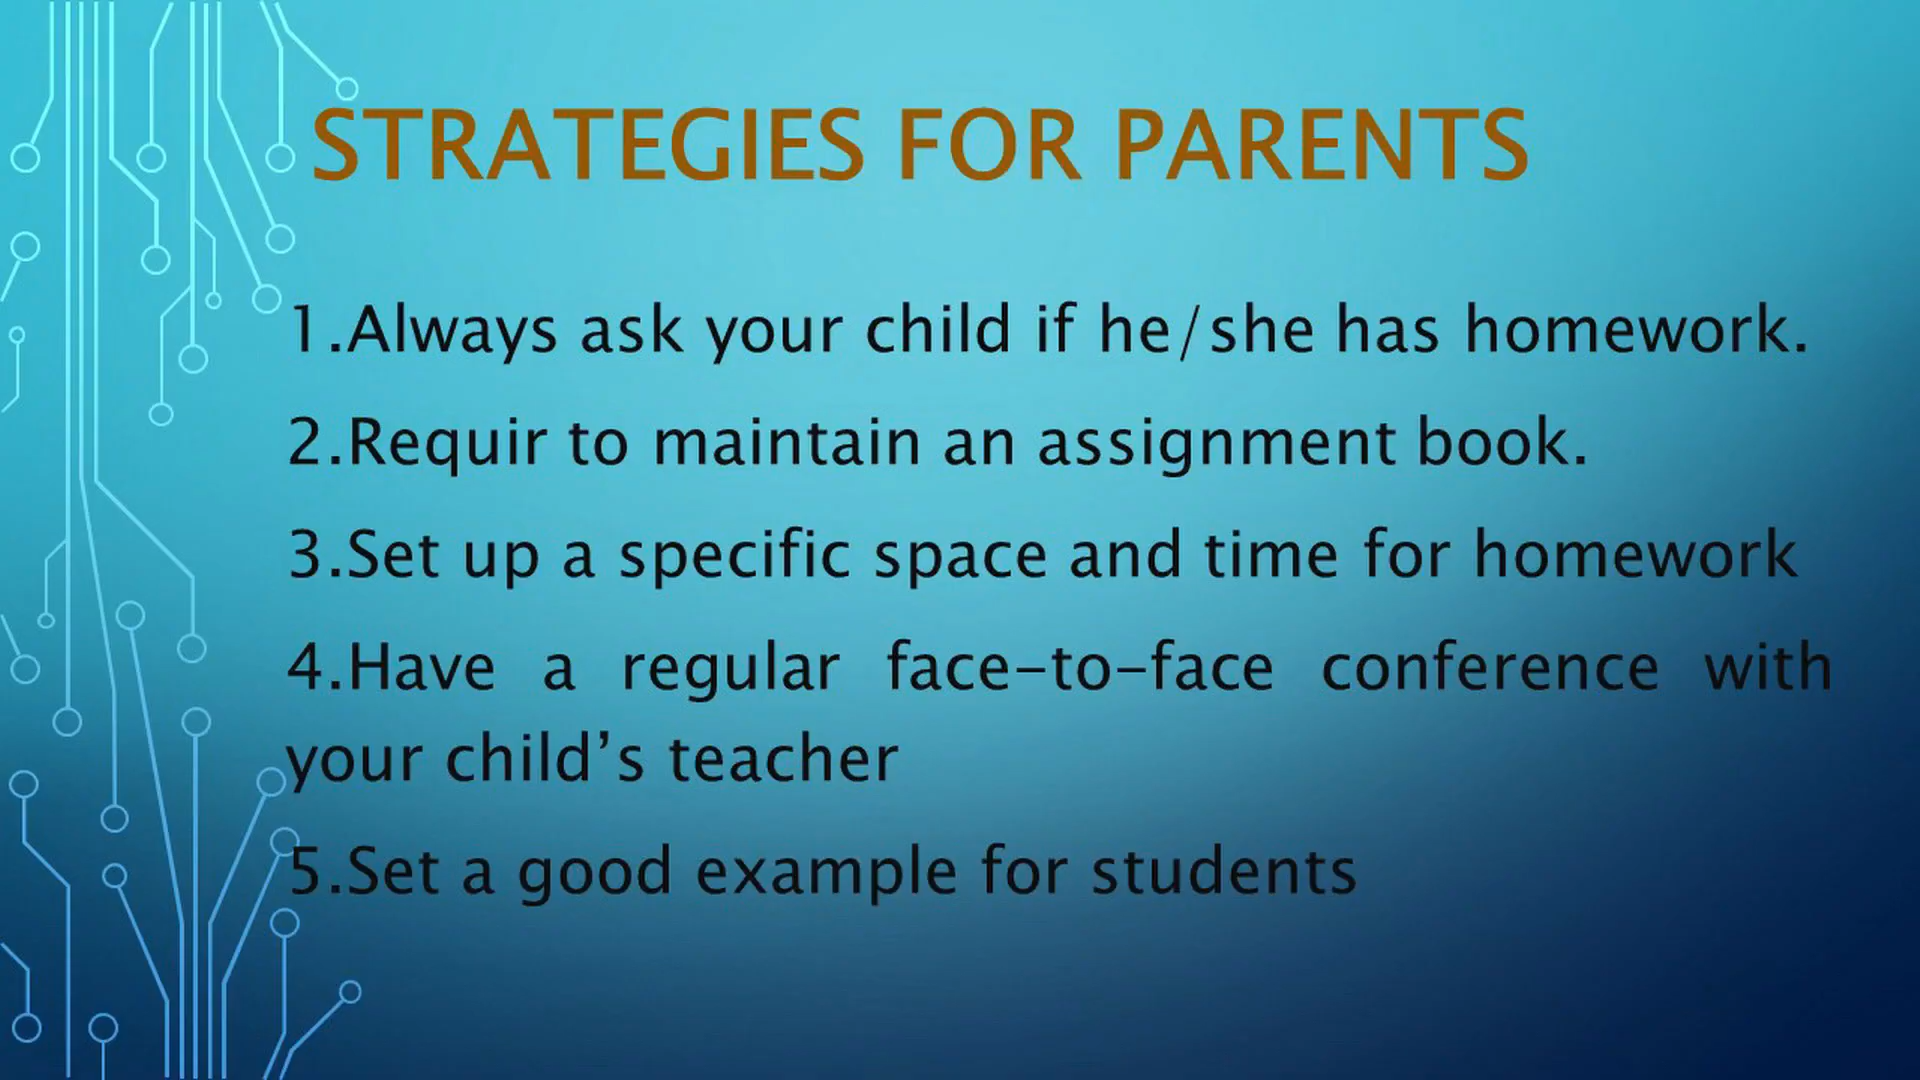 STRATEGIES FOR PARENTS
1.Always ask your child if he/she has homework.
2.Requir to maintain an assignment book.
3.Set up a specific space and time for homework
4.Have a regular face-to-face conference with
your child’s teacher
5.Set a good example for students